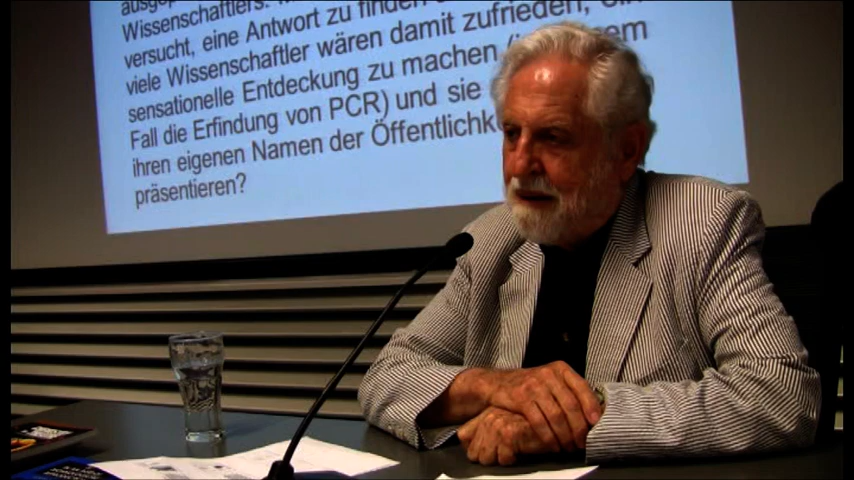 Wissenschaftlers.
versucht, eine Antwort zu finden
viele Wissenschaftler wären damit zufrieden,
sensationelle Entdeckung zu machen
Fall die Erfindung von PCR) und sie
ihren eigenen Namen der Öffentlichkeit
präsentieren?